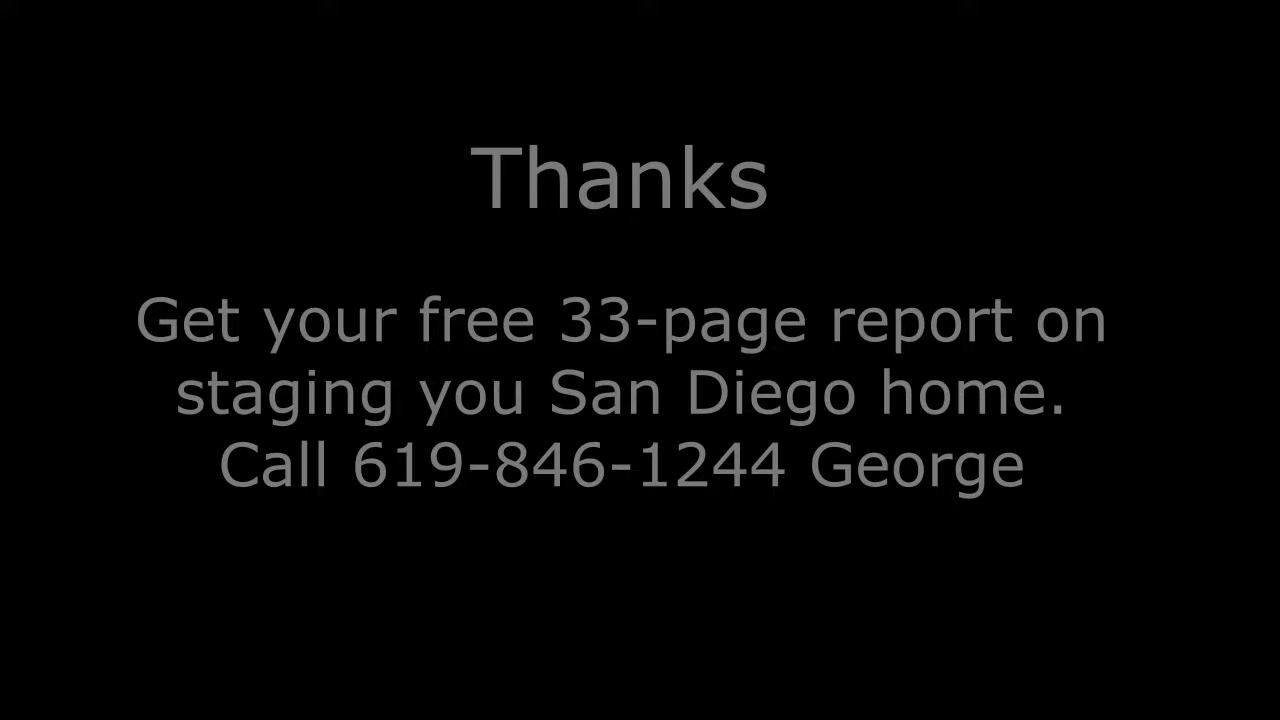 Thanks
Get your free 33-page report on
staging you San Diego home.
Call 619-846-1244 George